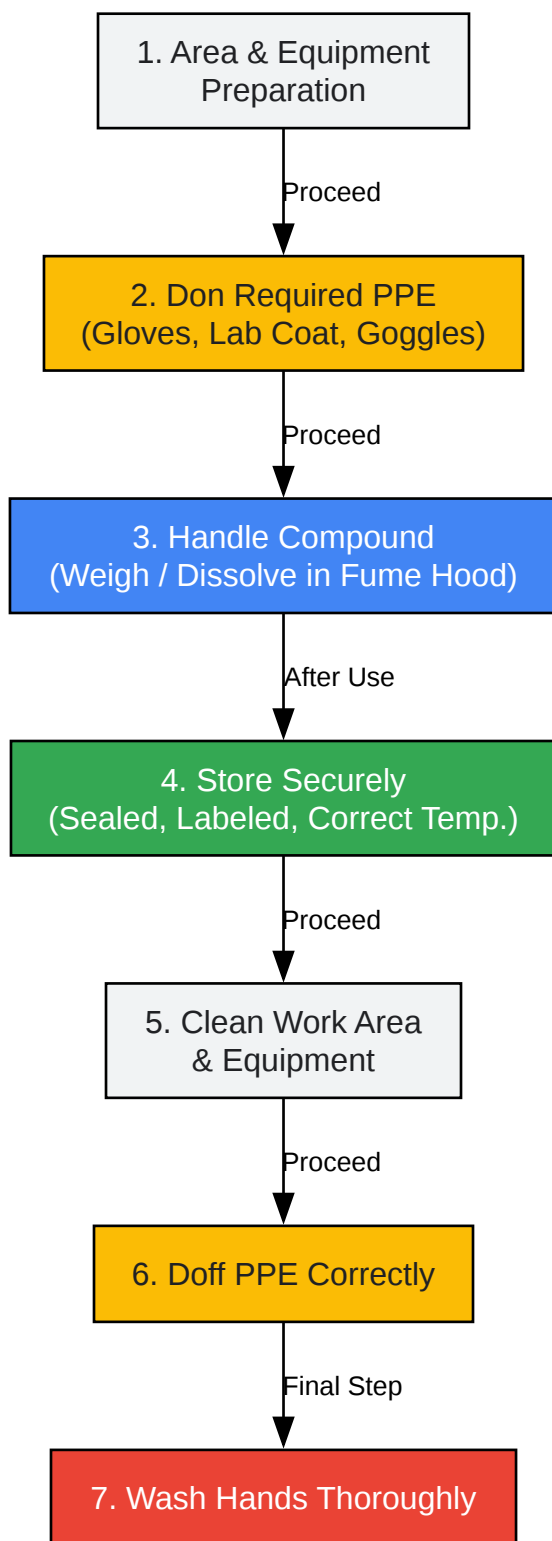 1. Area & Equipment
Preparation
Proceed
2. Don Required PPE
(Gloves, Lab Coat, Goggles)
Proceed
3. Handle Compound
(Weigh / Dissolve in Fume Hood)
After Use
4. Store Securely
(Sealed, Labeled, Correct Temp.)
Proceed
5. Clean Work Area
& Equipment
Proceed
6. Doff PPE Correctly
Final Step
7. Wash Hands Thoroughly